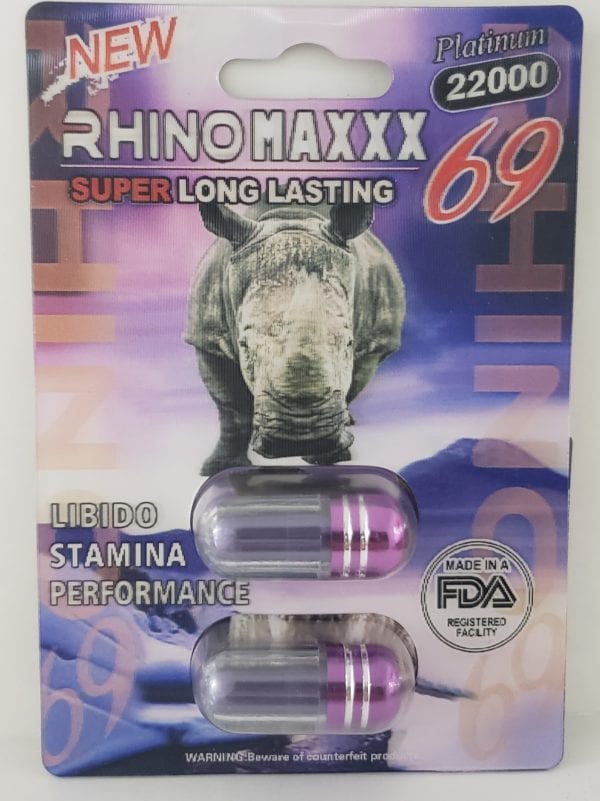 NEW
Platinum
22000
RHINO MAXXX
69
SUPER LONG LASTING
LIBIDO
STAMINA
PERFORMANCE
MADE IN A
FDA
REGISTERED
FACILITY
69
WARNING:Beware of counterfeit